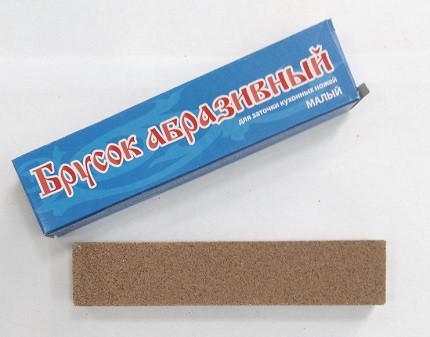 Брусок абразивный
для заточки кухонных ножей
МАЛЫЙ